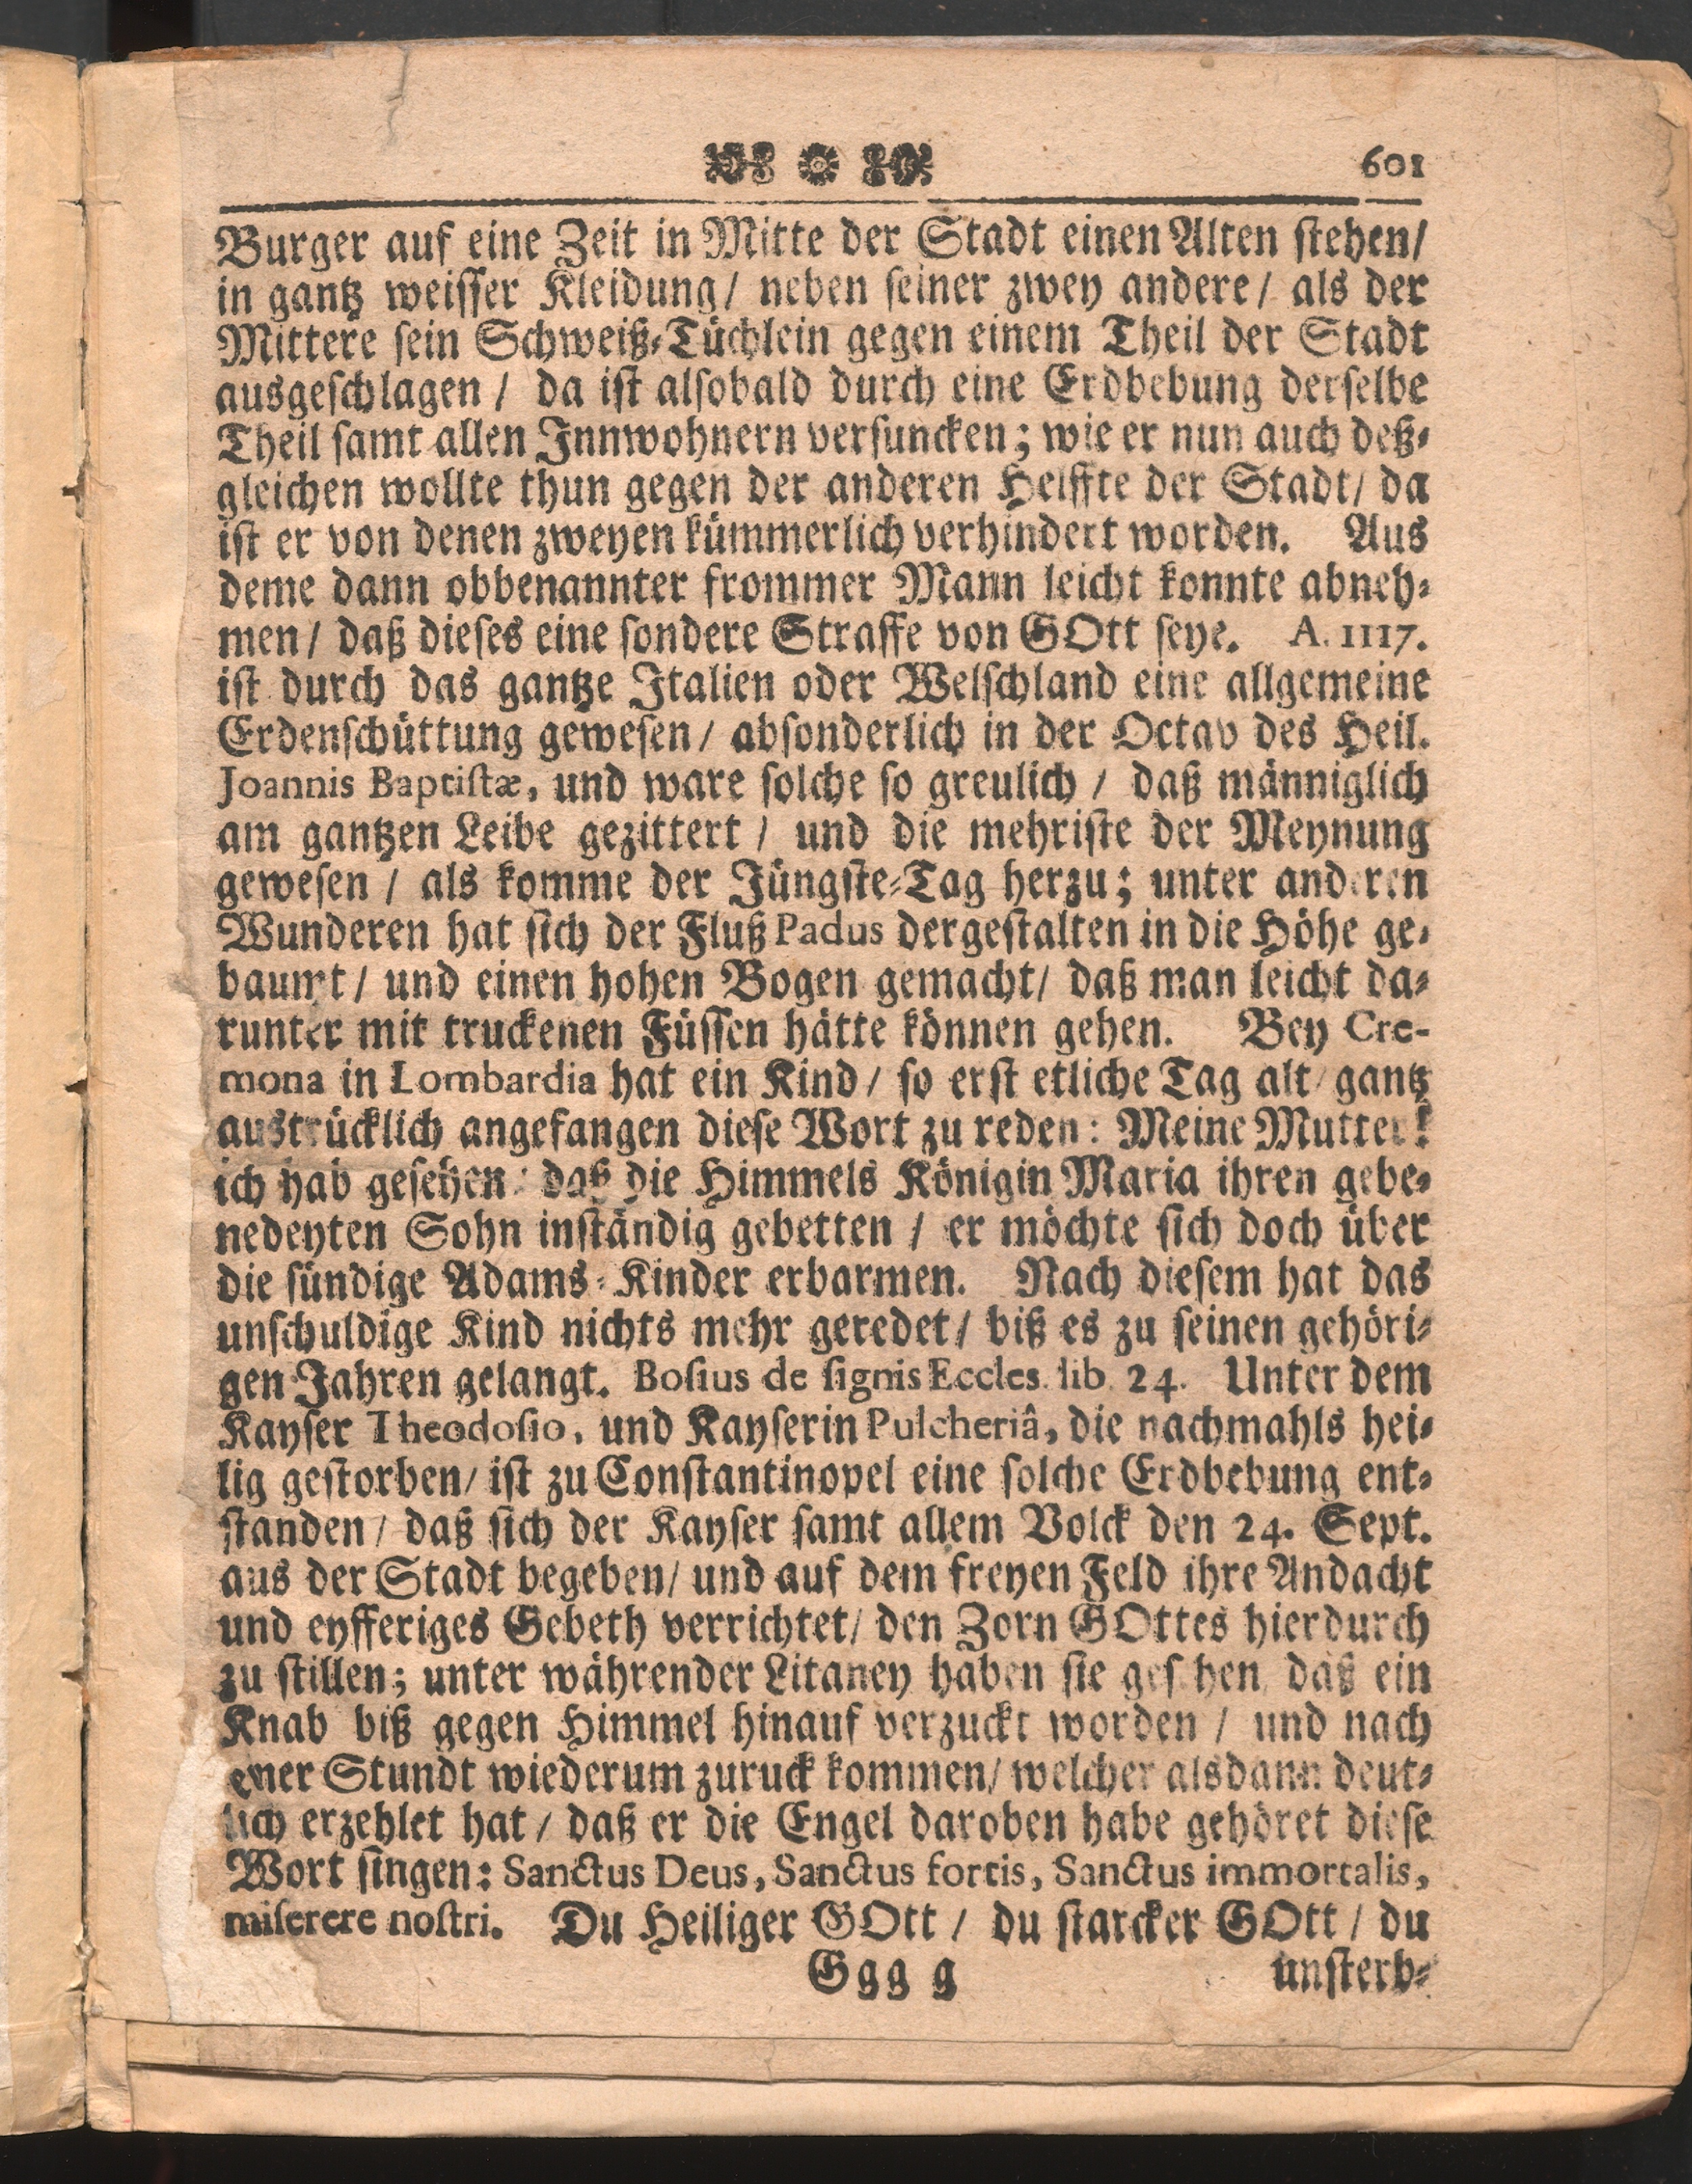 601
Burger auf eine Zeit in Mitte der Stadt einen Alten stehen/
in gantz weisser Kleidung/ neben seiner zwey andere/ als der
Mittere sein Schweiß-Tüchlein gegen einem Theil der Stadt
ausgeschlagen / da ist alsobald durch eine Erdbebung derselbe
Theil samt allen Innwohnern versuncken; wie er nun auch deß-
gleichen wollte thun gegen der anderen Helffte der Stadt/ da
ist er von denen zweyen kümmerlich verhindert worden. Aus
deme dann obbenannter frommer Mann leicht konnte abneh-
men/ daß dieses eine sondere Straffe von GOtt seye. A. 1117.
ist durch das gantze Italien oder Welschland eine allgemeine
Erdenschüttung gewesen/ absonderlich in der Octav des Heil.
Joannis Baptistæ, und ware solche so greulich / daß männiglich
am gantzen Leibe gezittert / und die mehriste der Meynung
gewesen / als komme der Jüngste-Tag herzu; unter anderen
Wunderen hat sich der Fluß Padus dergestalten in die Höhe ge-
baumt/ und einen hohen Bogen gemacht/ daß man leicht da-
runter mit truckenen Füssen hätte können gehen. Bey Cre-
mona in Lombardia hat ein Kind/ so erst etliche Tag alt/ gantz
austrücklich angefangen diese Wort zu reden: Meine Mutter!
ich hab gesehen: daß die Himmels Königin Maria ihren gebe-
nedeyten Sohn inständig gebetten / er möchte sich doch über
die sündige Adams-Kinder erbarmen. Nach diesem hat das
unschuldige Kind nichts mehr geredet/ biß es zu seinen gehöri-
gen Jahren gelangt. Bosius de signis Eccles. lib. 24. Unter dem
Kayser Theodosio, und Kayserin Pulcheriâ, die nachmahls hei-
lig gestorben/ ist zu Constantinopel eine solche Erdbebung ent-
standen/ daß sich der Kayser samt allem Volck den 24. Sept.
aus der Stadt begeben/ und auf dem freyen Feld ihre Andacht
und eyfferiges Gebeth verrichtet/ den Zorn GOttes hierdurch
zu stillen; unter währender Litaney haben sie gesehen/ daß ein
Knab biß gegen Himmel hinauf verzuckt worden / und nach
einer Stundt wiederum zuruck kommen/ welcher alsdann deut-
lich erzehlet hat/ daß er die Engel daroben habe gehöret diese
Wort singen: Sanctus Deus, Sanctus fortis, Sanctus immortalis,
miserere nostri. Du Heiliger GOtt / du starcker GOtt / du
Ggg g unsterb-